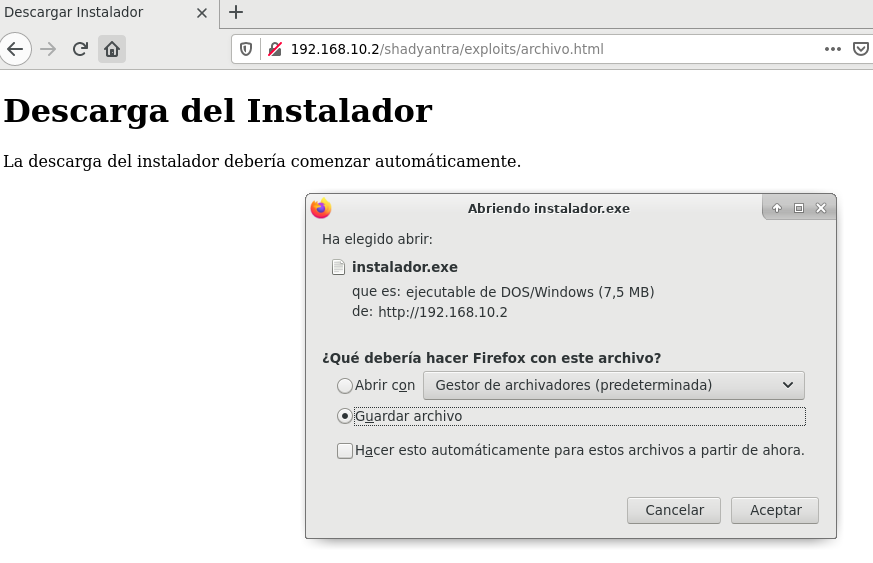 Descargar Instalador
192.168.10.2/shadyantra/exploits/archivo.html
Descarga del Instalador
La descarga del instalador debería comenzar automáticamente.
Abriendo instalador.exe
Ha elegido abrir:
instalador.exe
que es: ejecutable de DOS/Windows (7,5 MB)
de: http://192.168.10.2
¿Qué debería hacer Firefox con este archivo?
Abrir con Gestor de archivadores (predeterminada)
Guardar archivo
Hacer esto automáticamente para estos archivos a partir de ahora.
Cancelar Aceptar